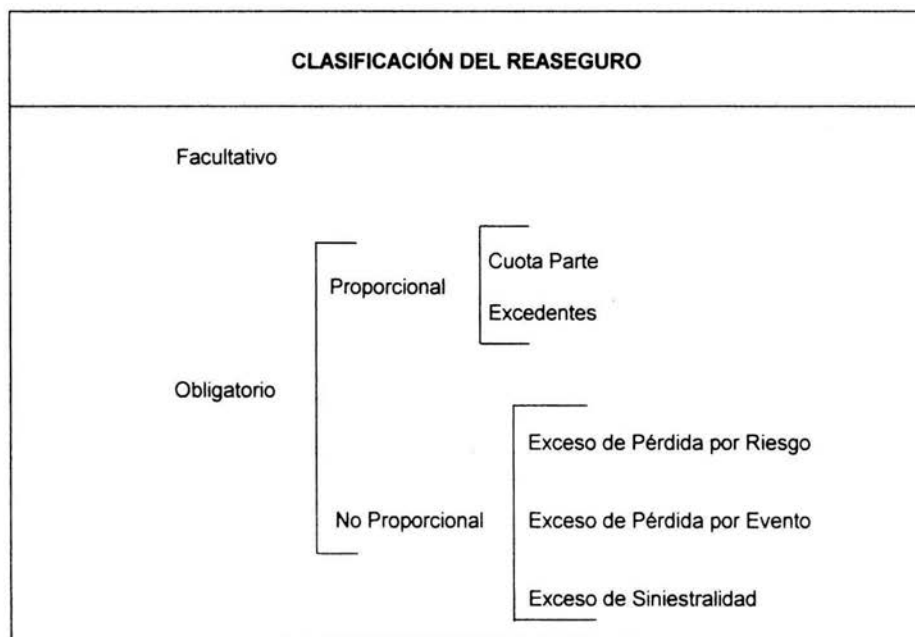 CLASIFICACIÓN DEL REASEGURO
Facultativo
Obligatorio
Proporcional
Cuota Parte
Excedentes
No Proporcional
Exceso de Pérdida por Riesgo
Exceso de Pérdida por Evento
Exceso de Siniestralidad